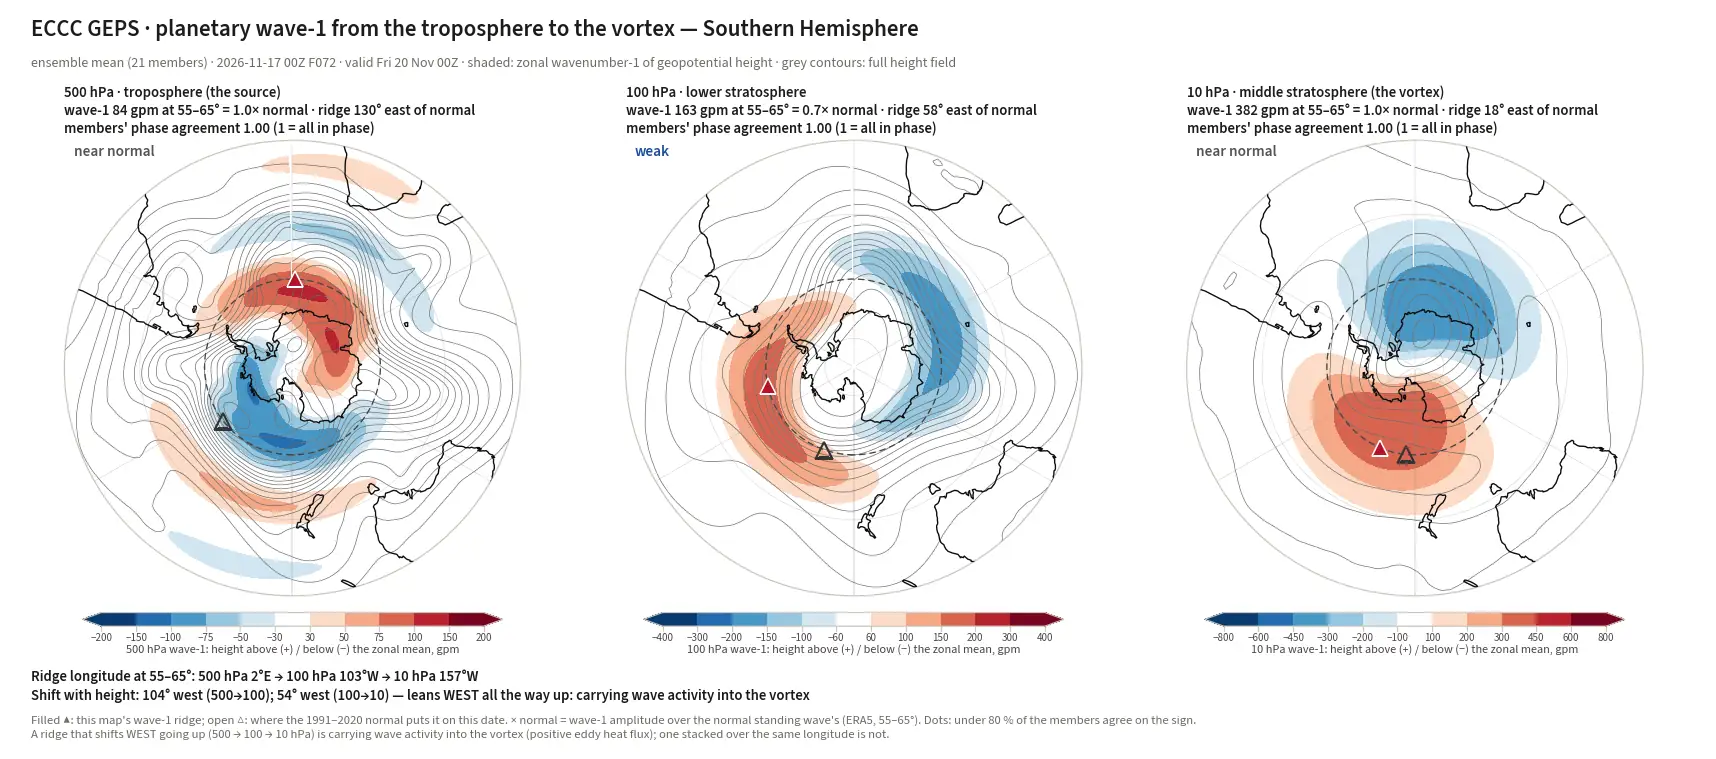 ECCC GEPS · planetary wave-1 from the troposphere to the vortex — Southern Hemisphere
ensemble mean (21 members) · 2026-11-17 00Z F072 · valid Fri 20 Nov 00Z · shaded: zonal wavenumber-1 of geopotential height · grey contours: full height field
500 hPa · troposphere (the source)
wave-1 84 gpm at 55–65° = 1.0× normal · ridge 130° east of normal
members' phase agreement 1.00 (1 = all in phase)
near normal
100 hPa · lower stratosphere
wave-1 163 gpm at 55–65° = 0.7× normal · ridge 58° east of normal
members' phase agreement 1.00 (1 = all in phase)
weak
10 hPa · middle stratosphere (the vortex)
wave-1 382 gpm at 55–65° = 1.0× normal · ridge 18° east of normal
members' phase agreement 1.00 (1 = all in phase)
near normal
−200 −150 −100 −75 −50 −30 30 50 75 100 150 200
500 hPa wave-1: height above (+) / below (−) the zonal mean, gpm
−400 −300 −200 −150 −100 −60 60 100 150 200 300 400
100 hPa wave-1: height above (+) / below (−) the zonal mean, gpm
−800 −600 −450 −300 −200 −100 100 200 300 450 600 800
10 hPa wave-1: height above (+) / below (−) the zonal mean, gpm
Ridge longitude at 55–65°: 500 hPa 2°E → 100 hPa 103°W → 10 hPa 157°W
Shift with height: 104° west (500→100); 54° west (100→10) — leans WEST all the way up: carrying wave activity into the vortex
Filled ▲: this map's wave-1 ridge; open △: where the 1991–2020 normal puts it on this date. × normal = wave-1 amplitude over the normal standing wave's (ERA5, 55–65°). Dots: under 80 % of the members agree on the sign.
A ridge that shifts WEST going up (500 → 100 → 10 hPa) is carrying wave activity into the vortex (positive eddy heat flux); one stacked over the same longitude is not.